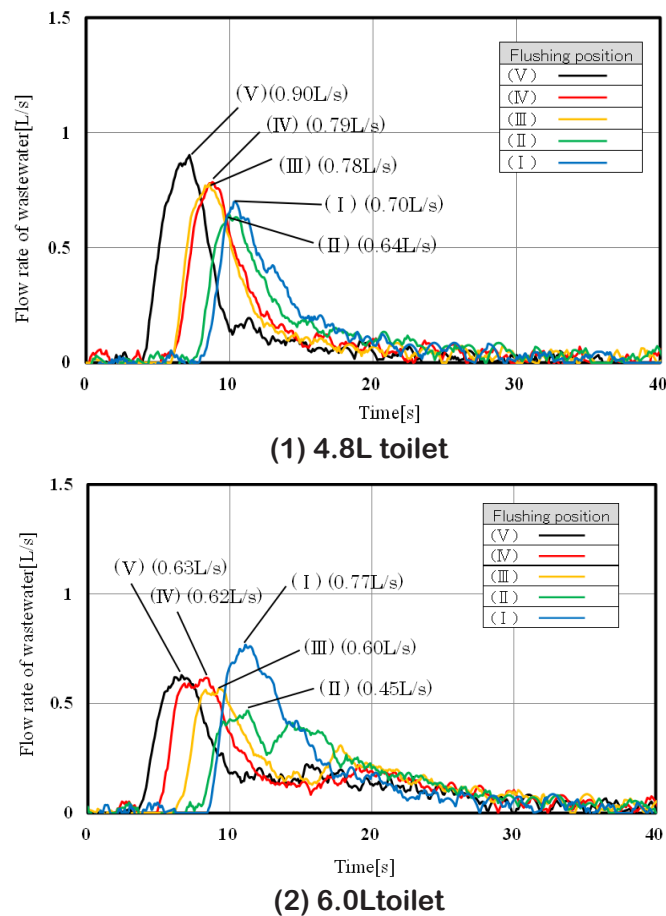 1.5
Flushing position
(Ⅴ)
(Ⅳ)
(Ⅲ)
(Ⅱ)
(Ⅰ)
(Ⅴ)(0.90L/s)
(Ⅳ) (0.79L/s)
(Ⅲ) (0.78L/s)
(Ⅰ) (0.70L/s)
(Ⅱ) (0.64L/s)
1
0.5
0
Flow rate of wastewater[L/s]
0 10 20 30 40
Time[s]
(1) 4.8L toilet
1.5
Flushing position
(Ⅴ)
(Ⅳ)
(Ⅲ)
(Ⅱ)
(Ⅰ)
(Ⅴ) (0.63L/s)
(Ⅳ) (0.62L/s)
(Ⅰ) (0.77L/s)
(Ⅲ) (0.60L/s)
(Ⅱ) (0.45L/s)
1
0.5
0
Flow rate of wastewater[L/s]
0 10 20 30 40
Time[s]
(2) 6.0Ltoilet